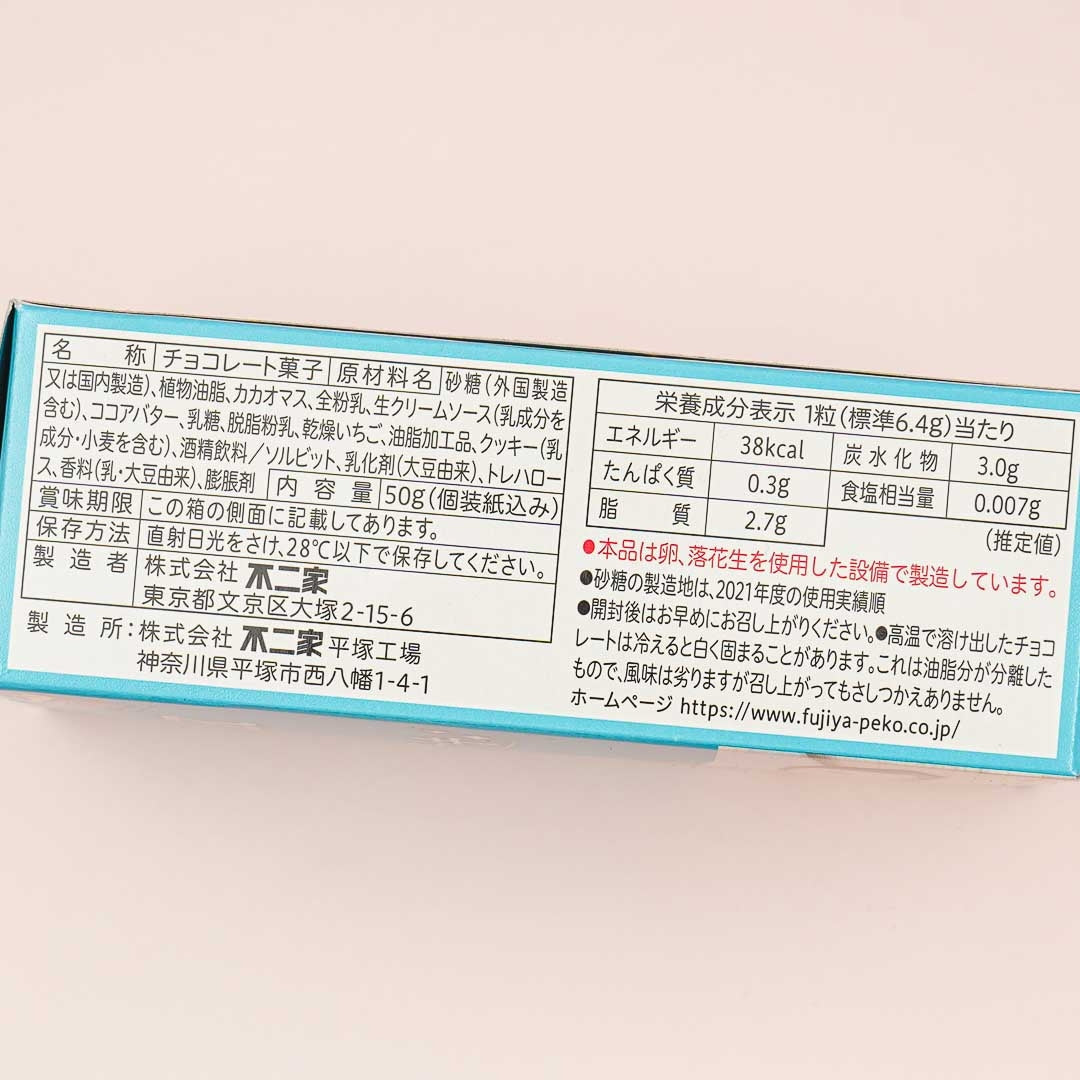 名 称 チョコレート菓子 原材料名 砂糖(外国製造
又は国内製造)、植物油脂、カカオマス、全粉乳、生クリームソース(乳成分を
含む)、ココアバター、乳糖、脱脂粉乳、乾燥いちご、油脂加工品、クッキー(乳
成分・小麦を含む)、酒精飲料/ソルビット、乳化剤(大豆由来)、トレハロー
ス、香料(乳・大豆由来)、膨脹剤 内容量 50g(個装紙込み)
賞味期限 この箱の側面に記載してあります。
保存方法 直射日光をさけ、28℃以下で保存してください。
製造者 株式会社 不二家
東京都文京区大塚2-15-6
製造所:株式会社 不二家 平塚工場
神奈川県平塚市西八幡1-4-1
栄養成分表示 1粒(標準6.4g)当たり
エネルギー 38kcal 炭水化物 3.0g
たんぱく質 0.3g 食塩相当量 0.007g
脂質 2.7g (推定値)
●本品は卵、落花生を使用した設備で製造しています。
●砂糖の製造地は、2021年度の使用実績順
●開封後はお早めにお召し上がりください。●高温で溶け出したチョコ
レートは冷えると白く固まることがあります。これは油脂分が分離した
もので、風味は劣りますが召し上がってもさしつかえありません。
ホームページ https://www.fujiya-peko.co.jp/